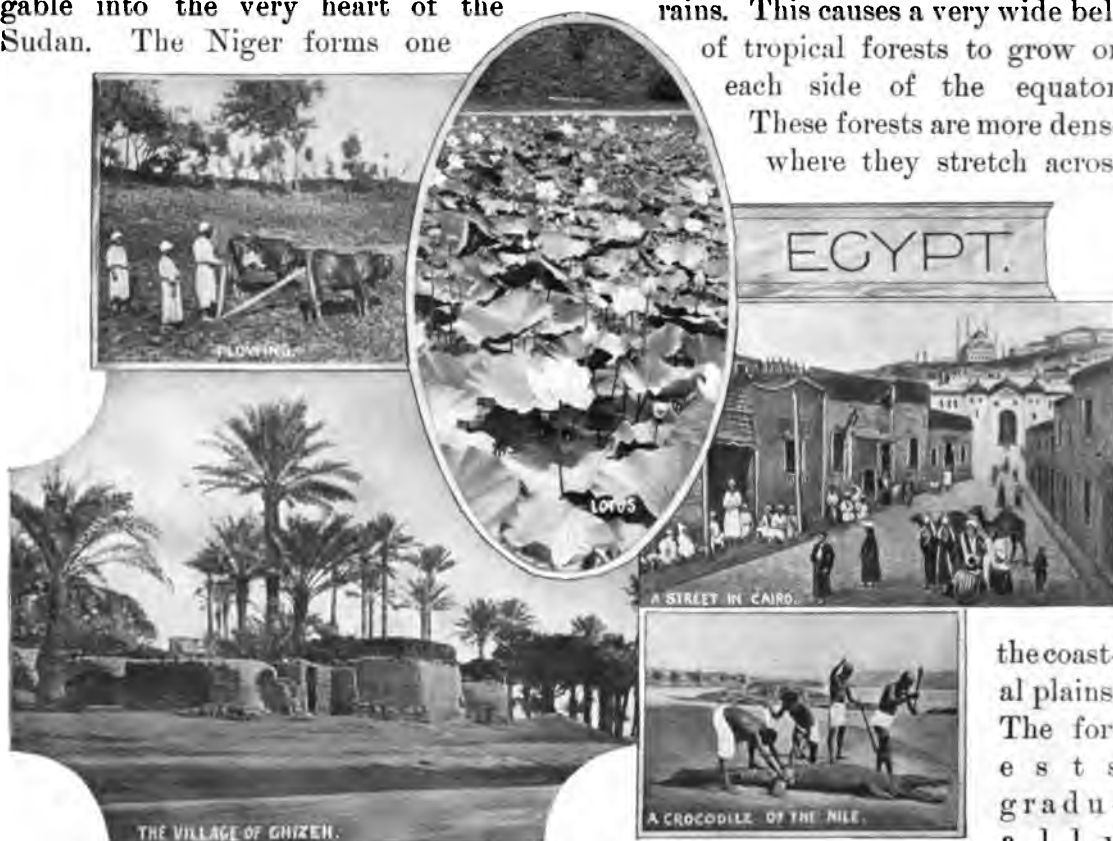 gable into the very heart of the
Sudan. The Niger forms one
rains. This causes a very wide bel
of tropical forests to grow or
each side of the equator
These forests are more dens
where they stretch acros
EGYPT.
PLOWING.
LOTUS
A STREET IN CAIRO.
THE VILLAGE OF GHIZEH.
A CROCODILE OF THE NILE.
the coast-
al plains
The for
ests
gradu